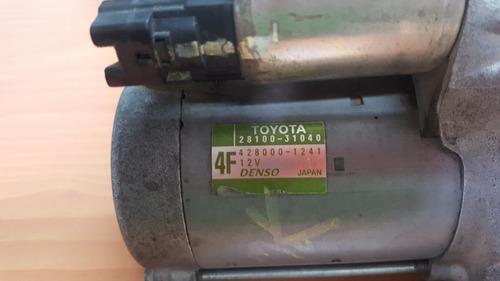 TOYOTA
28100-31040
4F
428000-1241
12V
DENSO JAPAN